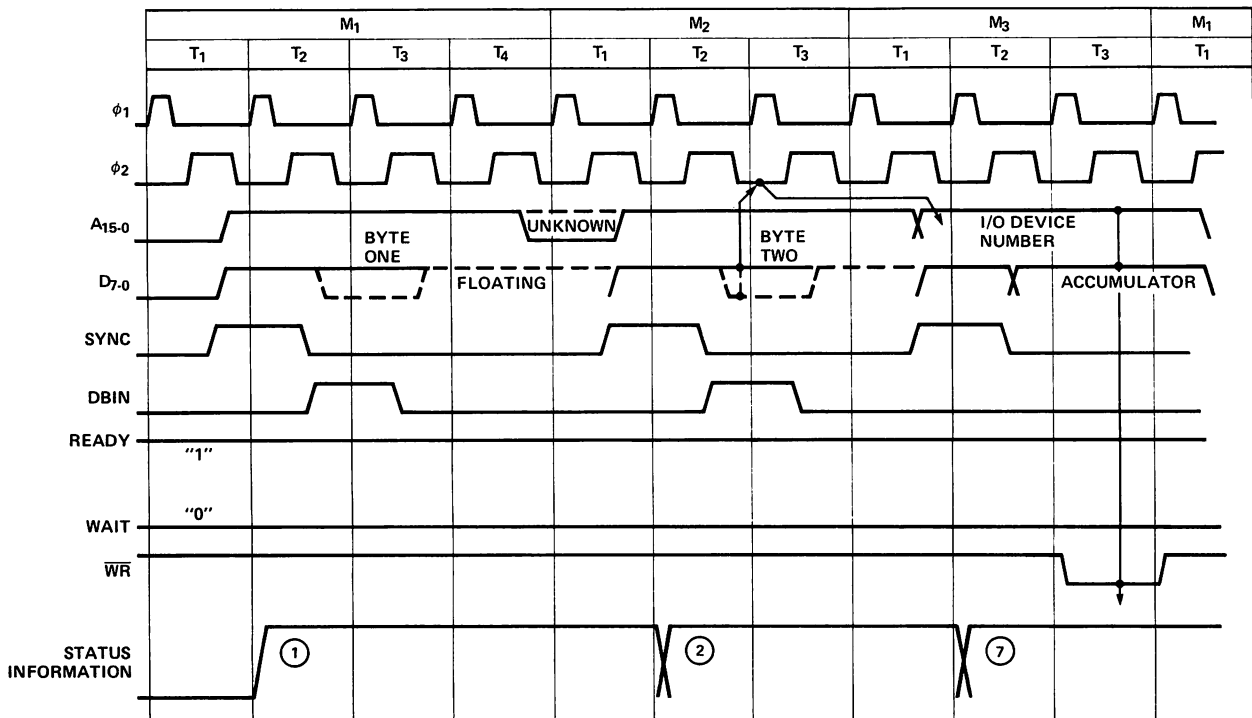 M₁ M₂ M₃ M₁
T₁ T₂ T₃ T₄ T₁ T₂ T₃ T₁ T₂ T₃ T₁
ϕ₁
ϕ₂
A₁₅₋₀
UNKNOWN
I/O DEVICE
NUMBER
BYTE
ONE
BYTE
TWO
D₇₋₀
FLOATING
ACCUMULATOR
SYNC
DBIN
READY
"1"
"0"
WAIT
W̅R̅
STATUS
INFORMATION
1 2 7